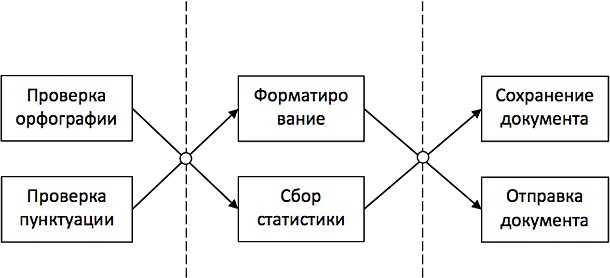 Проверка
орфографии
Форматиро
вание
Сохранение
документа
Проверка
пунктуации
Сбор
статистики
Отправка
документа